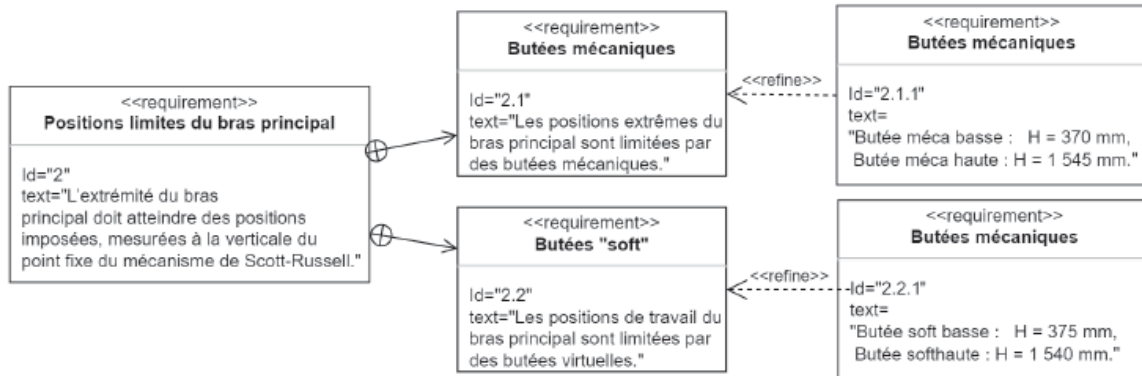 <<requirement>>
Positions limites du bras principal
Id="2"
text="L'extrémité du bras
principal doit atteindre des positions
imposées, mesurées à la verticale du
point fixe du mécanisme de Scott-Russell."
<<requirement>>
Butées mécaniques
Id="2.1"
text="Les positions extrêmes du
bras principal sont limitées par
des butées mécaniques."
<<refine>>
<<requirement>>
Butées mécaniques
Id="2.1.1"
text=
"Butée méca basse : H = 370 mm,
Butée méca haute : H = 1 545 mm."
<<requirement>>
Butées "soft"
Id="2.2"
text="Les positions de travail du
bras principal sont limitées par
des butées virtuelles."
<<refine>>
<<requirement>>
Butées mécaniques
Id="2.2.1"
text=
"Butée soft basse : H = 375 mm,
Butée softhaute : H = 1 540 mm."